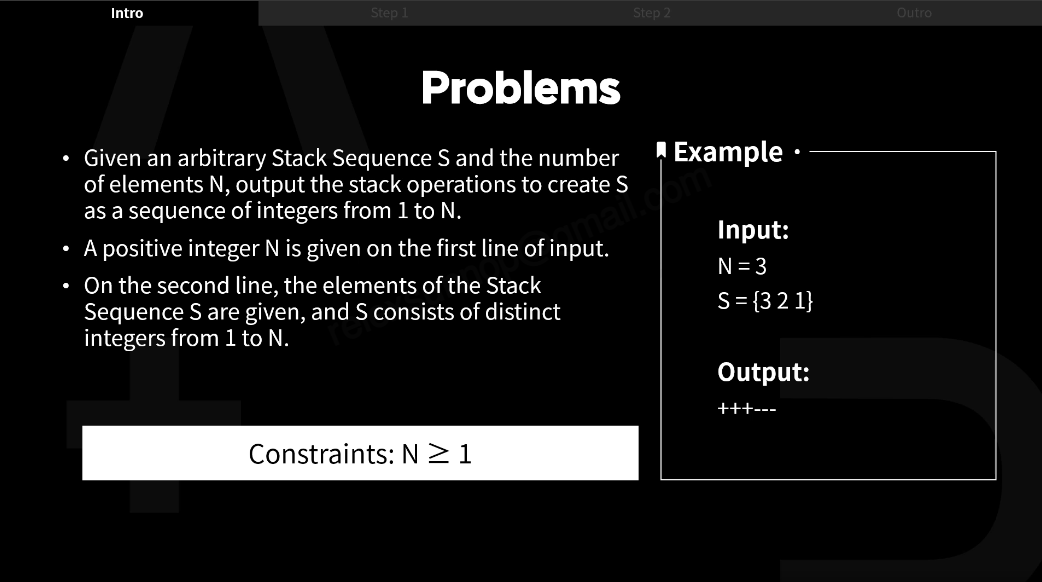 Intro
Step 1
Step 2
Outro
Problems
• Given an arbitrary Stack Sequence S and the number
of elements N, output the stack operations to create S
as a sequence of integers from 1 to N.
• A positive integer N is given on the first line of input.
• On the second line, the elements of the Stack
Sequence S are given, and S consists of distinct
integers from 1 to N.
Constraints: N ≥ 1
Example
Input:
N = 3
S = {3 2 1}
Output:
+++---